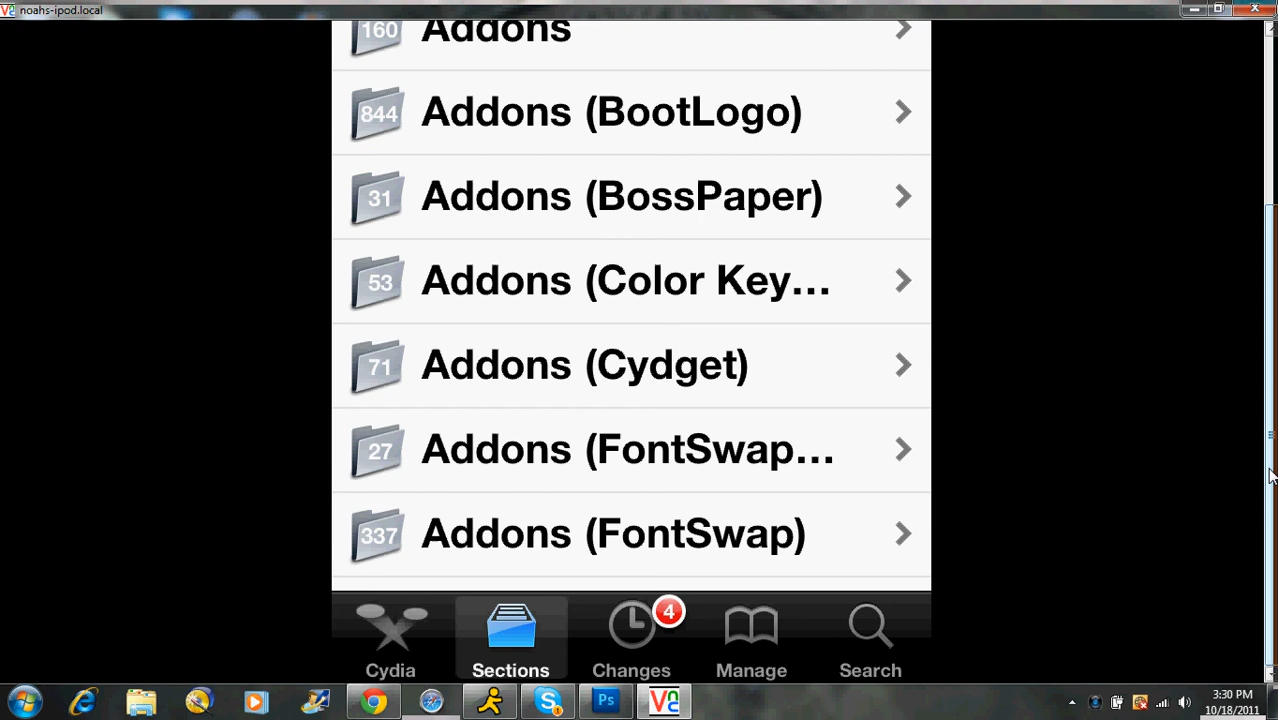 noahs-ipod.local
160 Addons
844 Addons (BootLogo)
31 Addons (BossPaper)
53 Addons (Color Key...
71 Addons (Cydget)
27 Addons (FontSwap...
337 Addons (FontSwap)
4
Cydia Sections Changes Manage Search
Ps
3:30 PM
10/18/2011